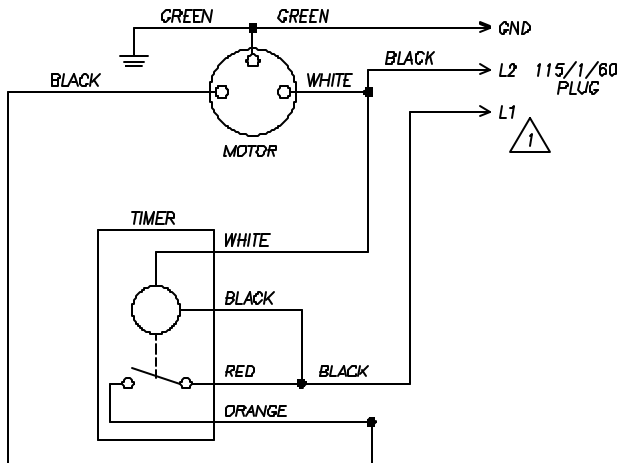 GREEN GREEN
GND
BLACK
L2 115/1/60
PLUG
BLACK
WHITE
L1
1
MOTOR
TIMER
WHITE
BLACK
RED BLACK
ORANGE